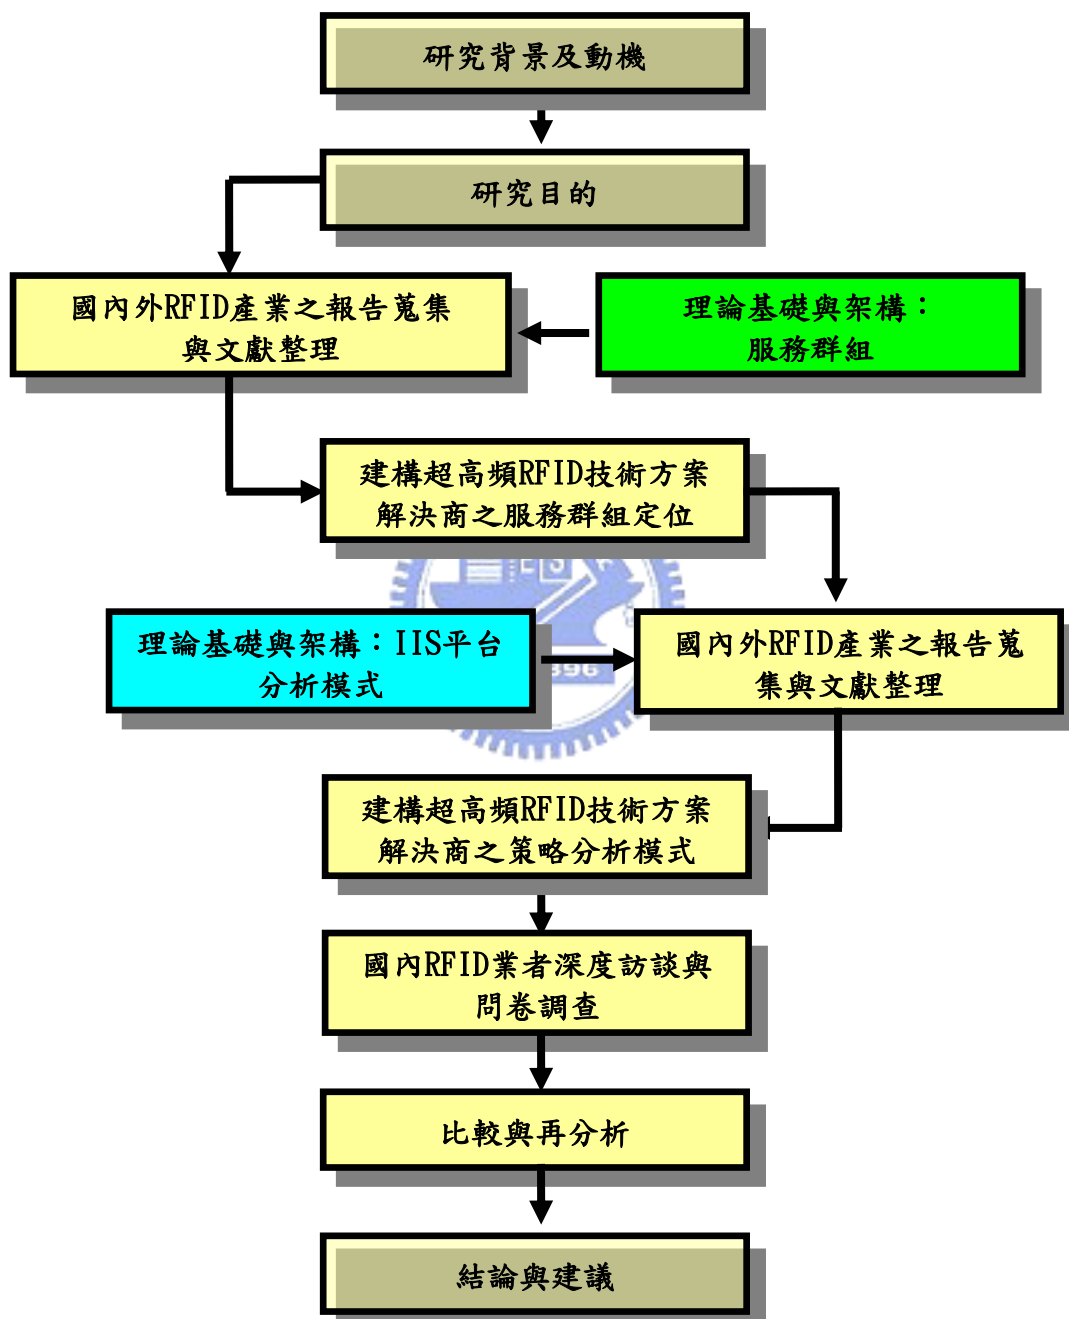 研究背景及動機
研究目的
國內外RFID產業之報告蒐集
與文獻整理
理論基礎與架構：
服務群組
建構超高頻RFID技術方案
解決商之服務群組定位
理論基礎與架構：IIS平台
分析模式
國內外RFID產業之報告蒐
集與文獻整理
1896
建構超高頻RFID技術方案
解決商之策略分析模式
國內RFID業者深度訪談與
問卷調查
比較與再分析
結論與建議